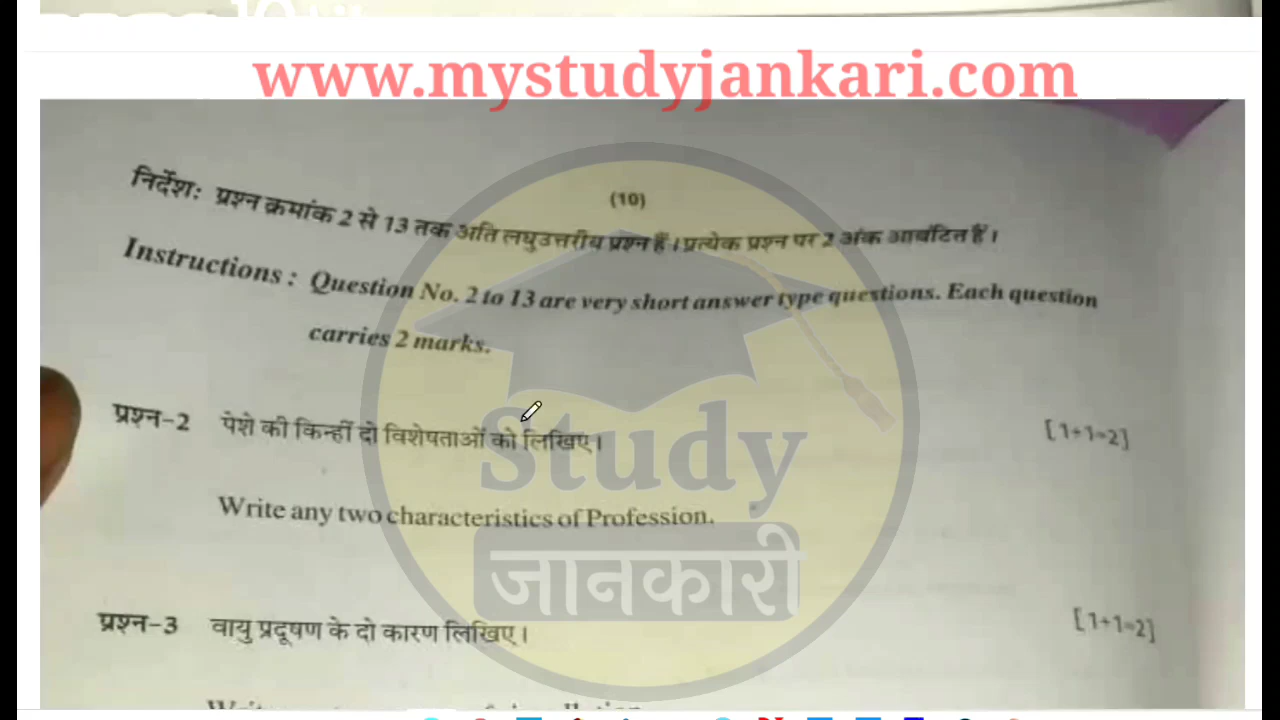 www.mystudyjankari.com
(10)
निर्देशः प्रश्न क्रमांक 2 से 13 तक अति लघुउत्तरीय प्रश्न हैं। प्रत्येक प्रश्न पर 2 अंक आबंटित हैं।
Instructions : Question No. 2 to 13 are very short answer type questions. Each question
carries 2 marks.
प्रश्न-2 पेशे की किन्हीं दो विशेषताओं को लिखिए। [1+1=2]
Write any two characteristics of Profession.
Study
जानकारी
प्रश्न-3 वायु प्रदूषण के दो कारण लिखिए। [1+1=2]